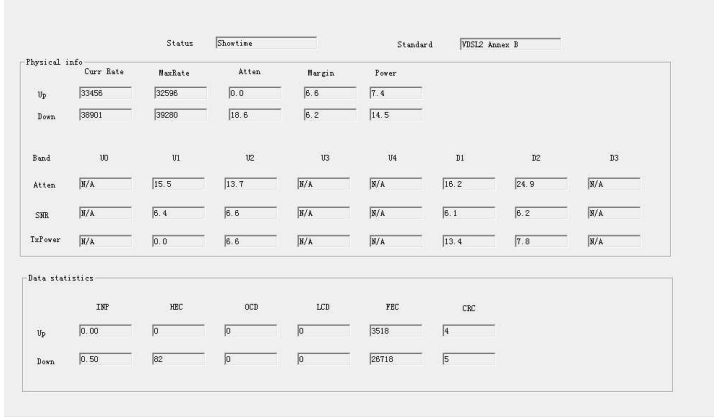 Status Showtime Standard VDSL2 Annex B
Physical info
Curr Rate MaxRate Atten Margin Power
Up 33456 32596 0.0 6.6 7.4
Down 38901 39280 18.6 6.2 14.5
Band U0 U1 U2 U3 U4 D1 D2 D3
Atten N/A 15.5 13.7 N/A N/A 16.2 24.9 N/A
SNR N/A 6.4 6.6 N/A N/A 6.1 6.2 N/A
TxPower N/A 0.0 6.6 N/A N/A 13.4 7.8 N/A
Data statistics
INP HEC OCD LCD FEC CRC
Up 0.00 0 0 0 3518 4
Down 0.50 82 0 0 26718 5